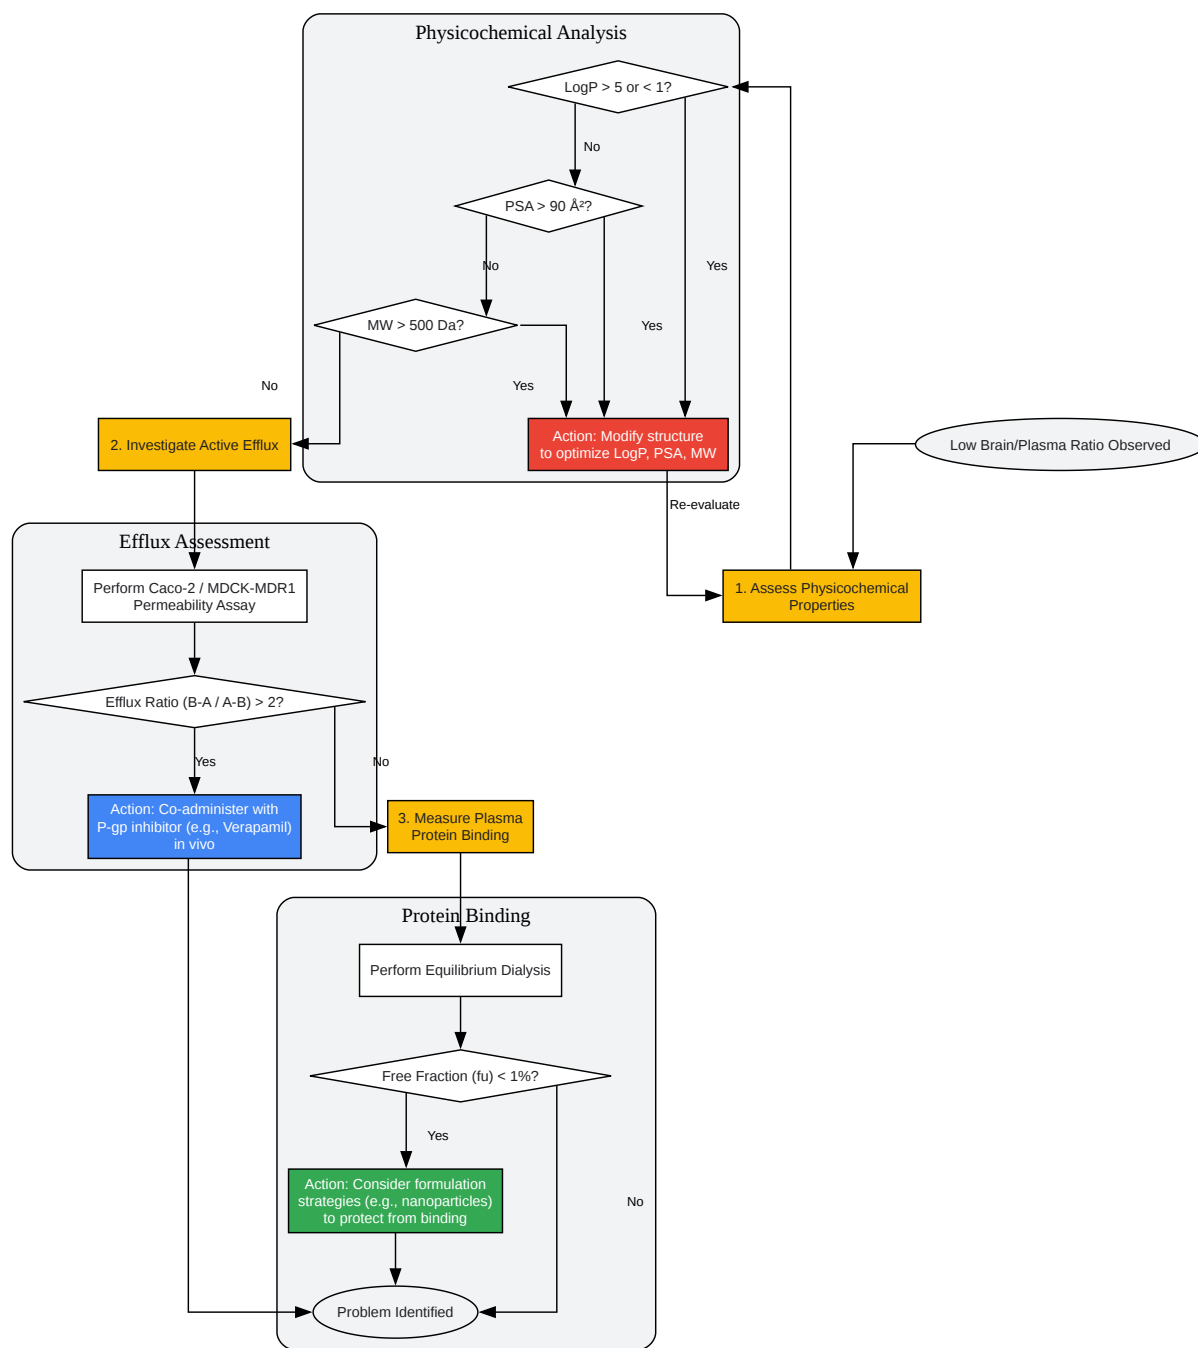 Physicochemical Analysis
LogP > 5 or < 1?
No
PSA > 90 Å²?
No
Yes
MW > 500 Da?
Yes
No
Yes
2. Investigate Active Efflux
Action: Modify structure
to optimize LogP, PSA, MW
Low Brain/Plasma Ratio Observed
Re-evaluate
Efflux Assessment
Perform Caco-2 / MDCK-MDR1
Permeability Assay
1. Assess Physicochemical
Properties
Efflux Ratio (B-A / A-B) > 2?
Yes
No
Action: Co-administer with
P-gp inhibitor (e.g., Verapamil)
in vivo
3. Measure Plasma
Protein Binding
Protein Binding
Perform Equilibrium Dialysis
Free Fraction (fu) < 1%?
Yes
Action: Consider formulation
strategies (e.g., nanoparticles)
to protect from binding
No
Problem Identified